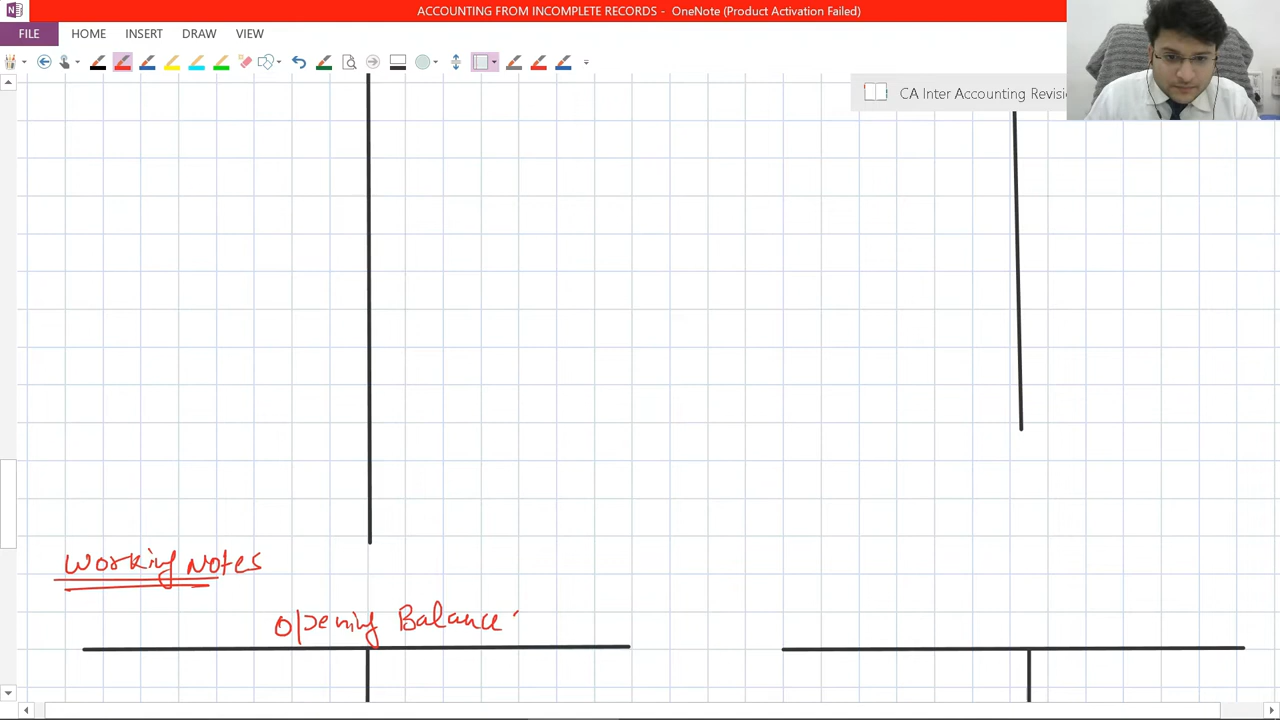 ACCOUNTING FROM INCOMPLETE RECORDS - OneNote (Product Activation Failed)
FILE HOME INSERT DRAW VIEW
CA Inter Accounting Revisi
Working Notes
Opening Balance